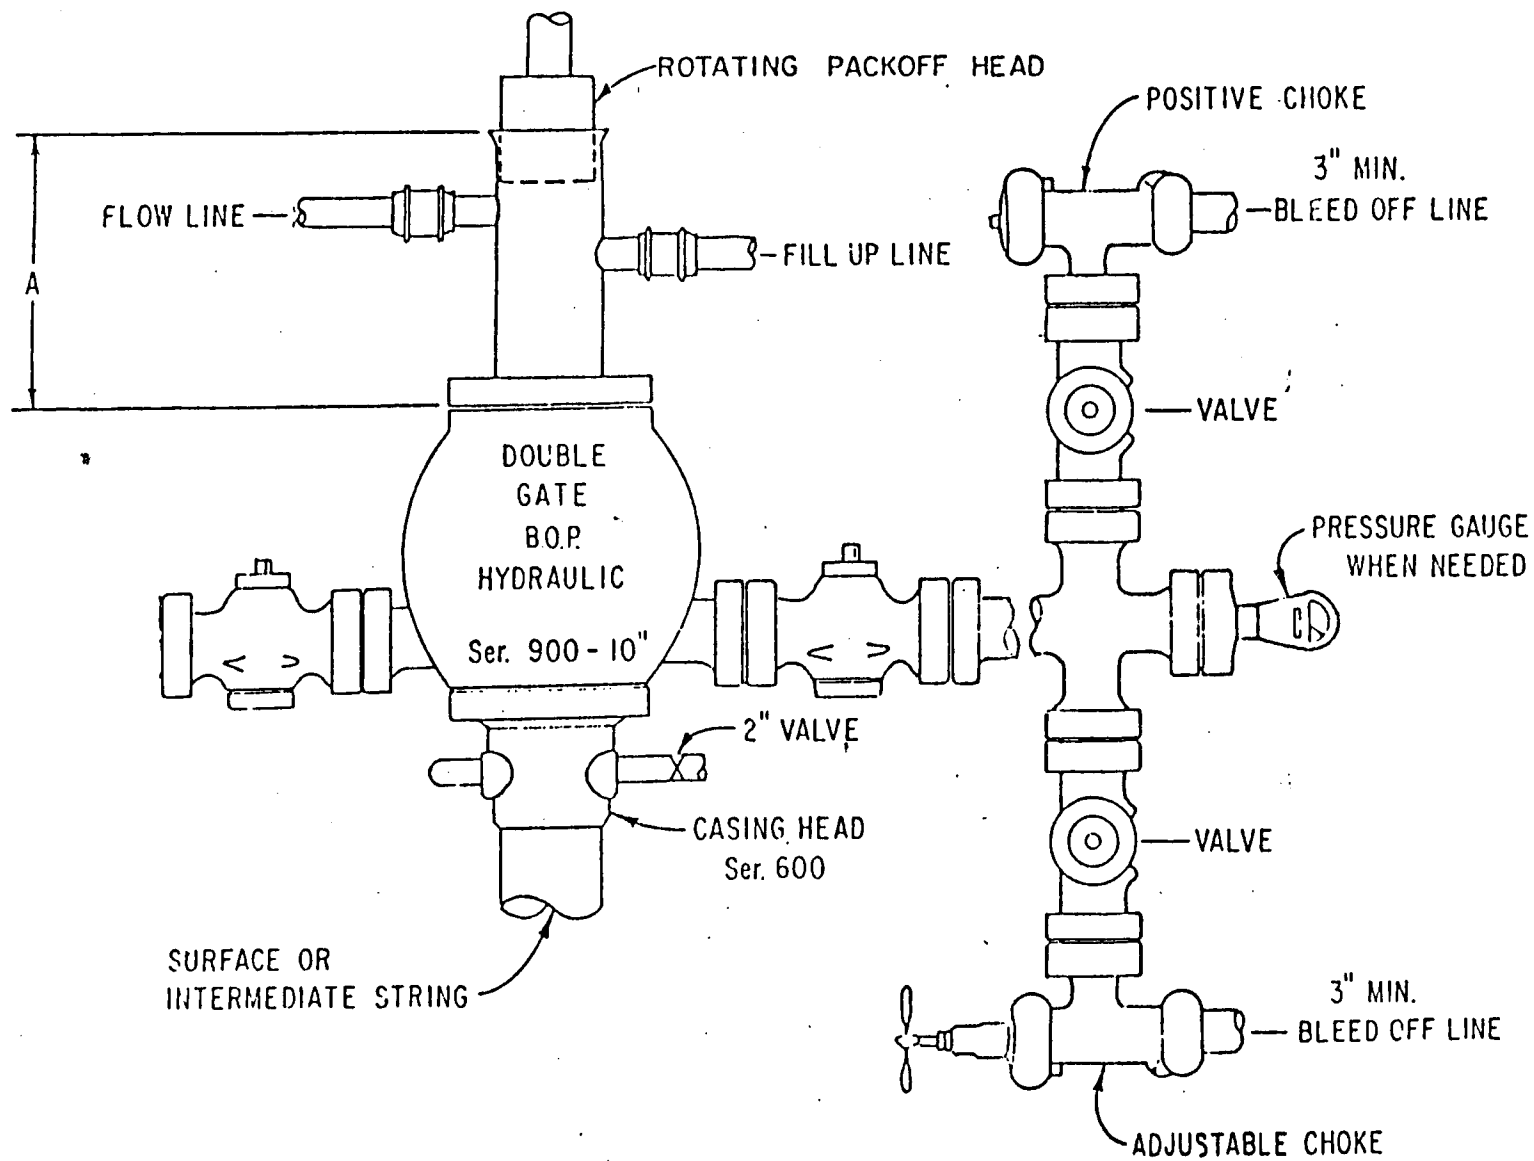 ROTATING PACKOFF HEAD
POSITIVE CHOKE
3" MIN.
BLEED OFF LINE
FLOW LINE
FILL UP LINE
A
VALVE
DOUBLE
GATE
B.O.P.
HYDRAULIC
Ser. 900-10"
PRESSURE GAUGE
WHEN NEEDED
2" VALVE
CASING HEAD
Ser. 600
VALVE
SURFACE OR
INTERMEDIATE STRING
3" MIN.
BLEED OFF LINE
ADJUSTABLE CHOKE